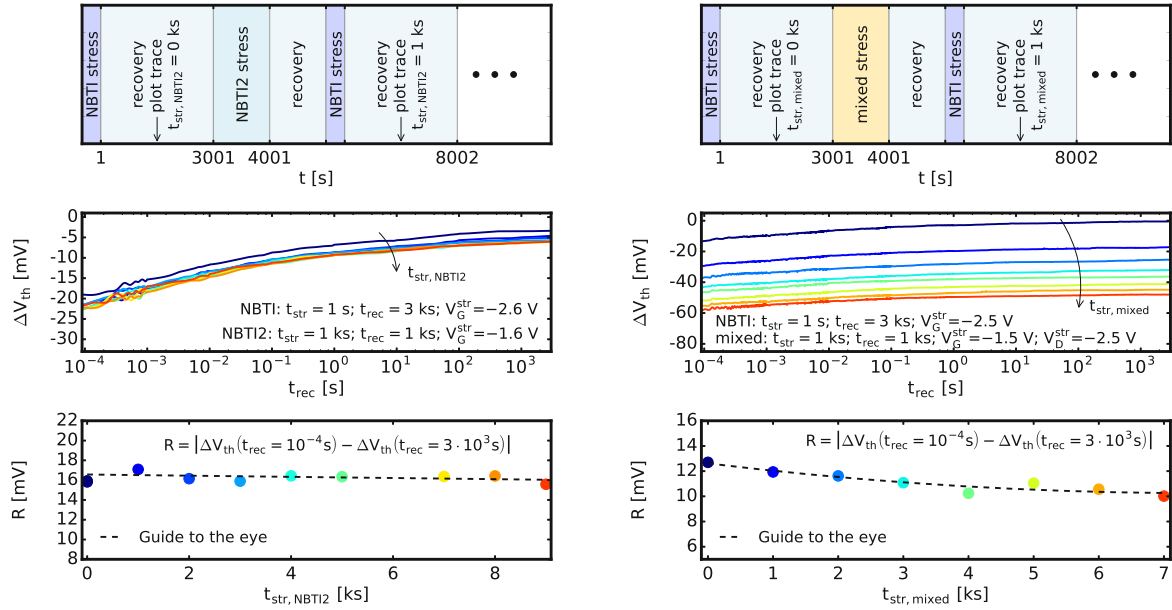 NBTI stress
recovery
plot trace
t_str, NBTI2 = 0 ks
NBTI2 stress
recovery
NBTI stress
recovery
plot trace
t_str, NBTI2 = 1 ks
• • •
1 3001 4001 8002
t [s]
NBTI stress
recovery
plot trace
t_str, mixed = 0 ks
mixed stress
recovery
NBTI stress
recovery
plot trace
t_str, mixed = 1 ks
• • •
1 3001 4001 8002
t [s]
ΔV_th [mV]
0
−5
−10
−15
−20
−25
−30
t_str, NBTI2
NBTI: t_str = 1 s; t_rec = 3 ks; V_G^str = −2.6 V
NBTI2: t_str = 1 ks; t_rec = 1 ks; V_G^str = −1.6 V
10^−4 10^−3 10^−2 10^−1 10^0 10^1 10^2 10^3
t_rec [s]
ΔV_th [mV]
0
−20
−40
−60
−80
t_str, mixed
NBTI: t_str = 1 s; t_rec = 3 ks; V_G^str = −2.5 V
mixed: t_str = 1 ks; t_rec = 1 ks; V_G^str = −1.5 V; V_D^str = −2.5 V
10^−4 10^−3 10^−2 10^−1 10^0 10^1 10^2 10^3
t_rec [s]
R [mV]
22
20
18
16
14
12
10
8
R = |ΔV_th(t_rec = 10^−4 s) − ΔV_th(t_rec = 3 · 10^3 s)|
Guide to the eye
0 2 4 6 8
t_str, NBTI2 [ks]
R [mV]
16
14
12
10
8
6
R = |ΔV_th(t_rec = 10^−4 s) − ΔV_th(t_rec = 3 · 10^3 s)|
Guide to the eye
0 1 2 3 4 5 6 7
t_str, mixed [ks]